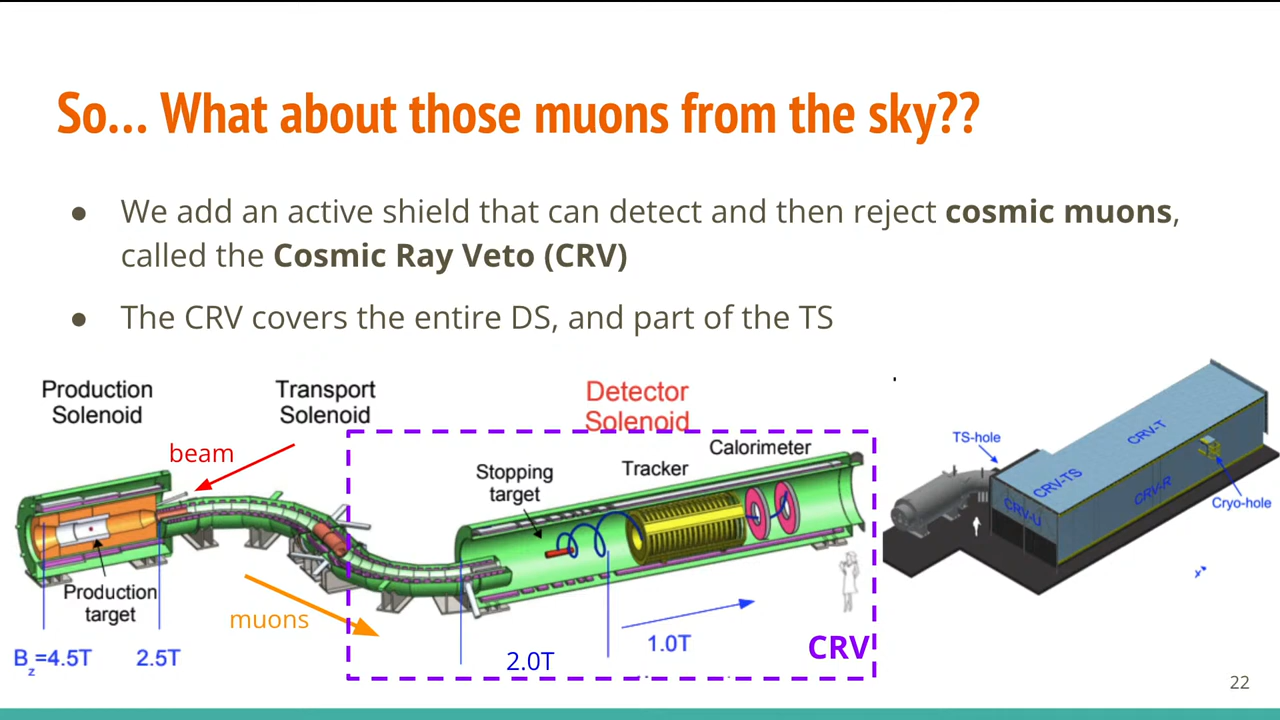 So... What about those muons from the sky??
● We add an active shield that can detect and then reject cosmic muons,
called the Cosmic Ray Veto (CRV)
● The CRV covers the entire DS, and part of the TS
Production
Solenoid
Transport
Solenoid
Detector
Solenoid
beam
Stopping
target
Tracker
Calorimeter
Production
target
muons
Bz=4.5T
2.5T
2.0T
1.0T
CRV
TS-hole
CRV-T
CRV-TS
CRV-R
CRV-U
Cryo-hole
22